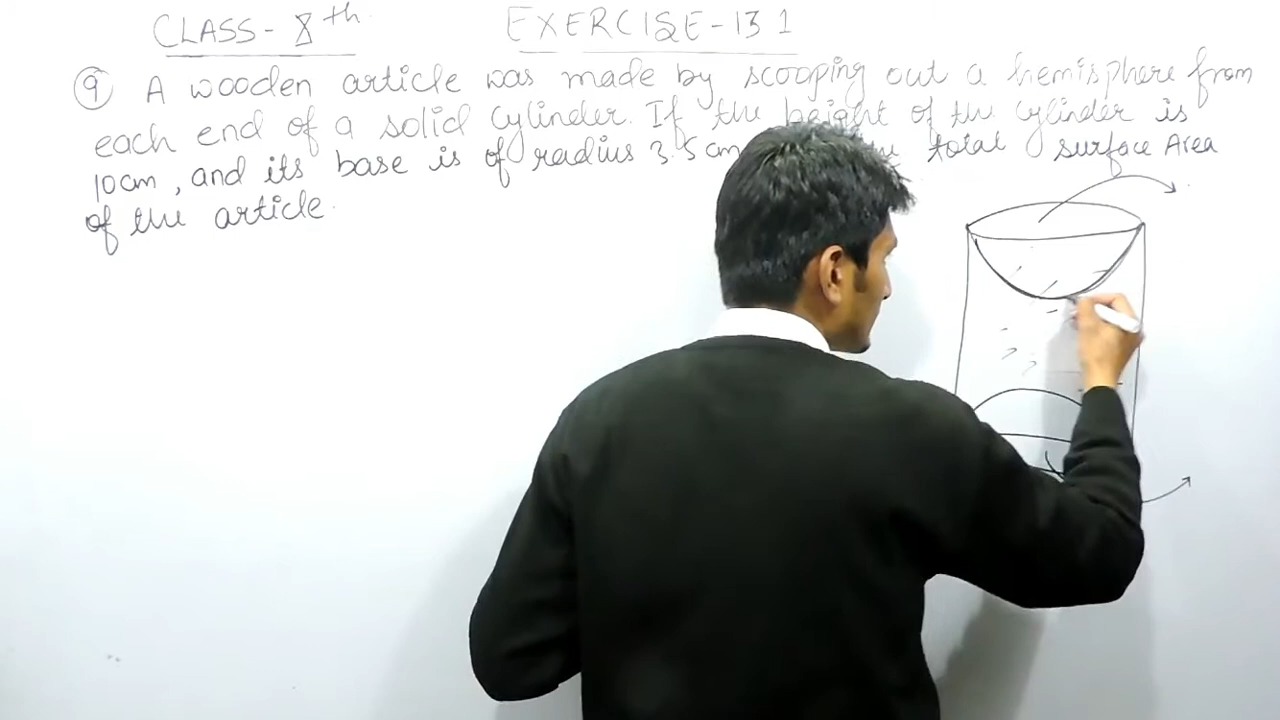 CLASS- 8th
EXERCISE-13 1
9 A wooden article was made by scooping out a hemisphere from
each end of a solid cylinder. If the height of the cylinder is
10cm, and its base is of radius 3.5cm total surface Area
of the article.